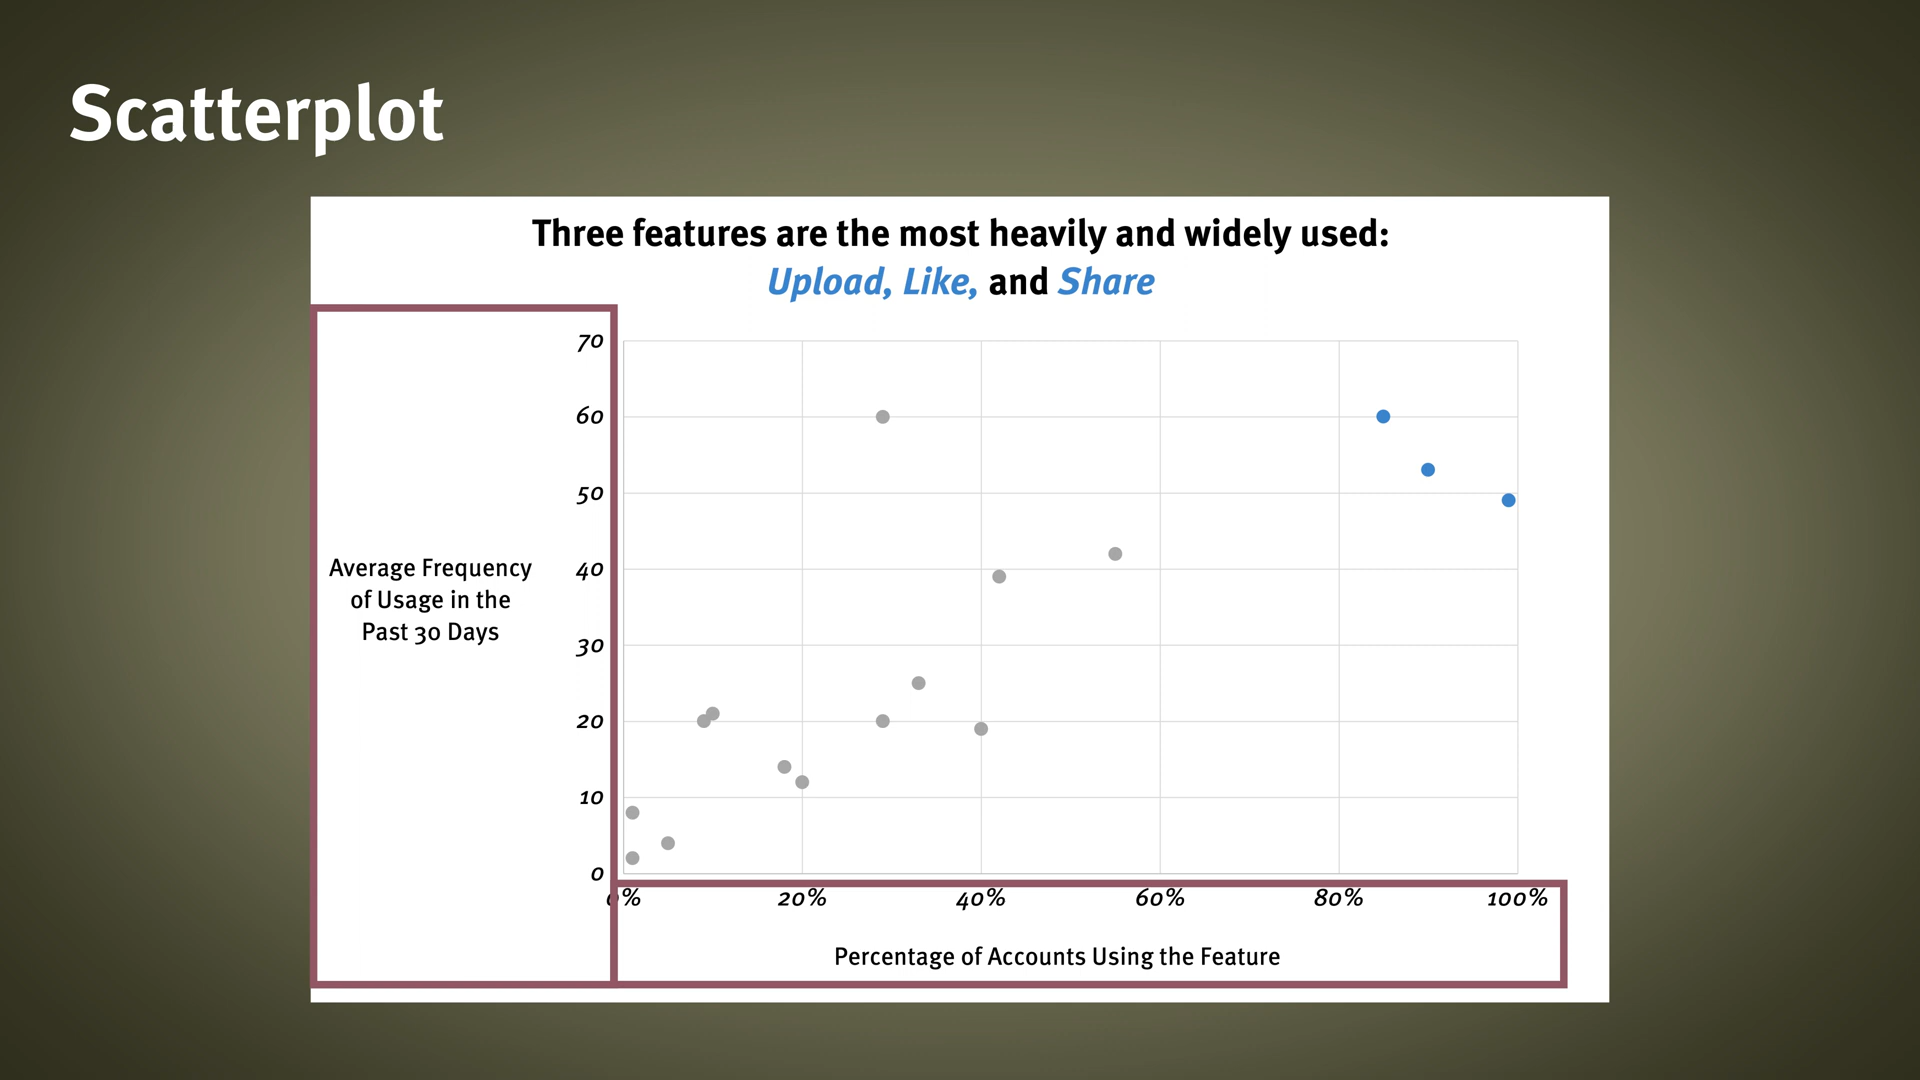 Scatterplot
Three features are the most heavily and widely used:
Upload, Like, and Share
70
60
50
40
30
20
10
0
Average Frequency
of Usage in the
Past 30 Days
0%
20%
40%
60%
80%
100%
Percentage of Accounts Using the Feature